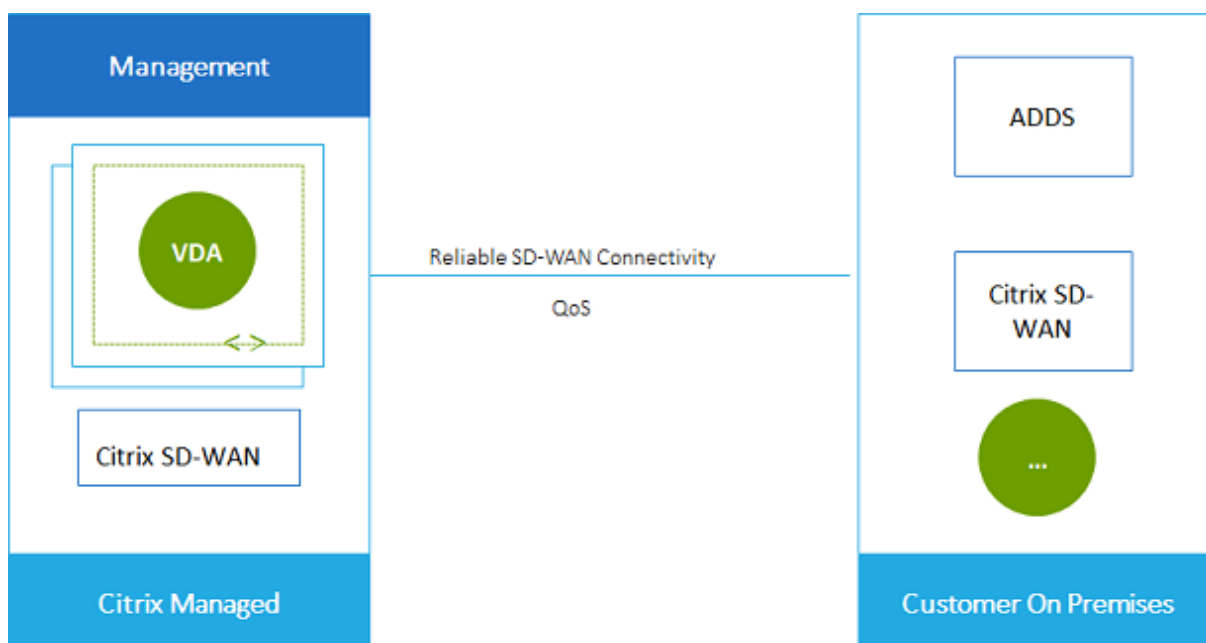 Management
VDA
< >
Citrix SD-WAN
Citrix Managed
Reliable SD-WAN Connectivity
QoS
ADDS
Citrix SD-
WAN
...
Customer On Premises